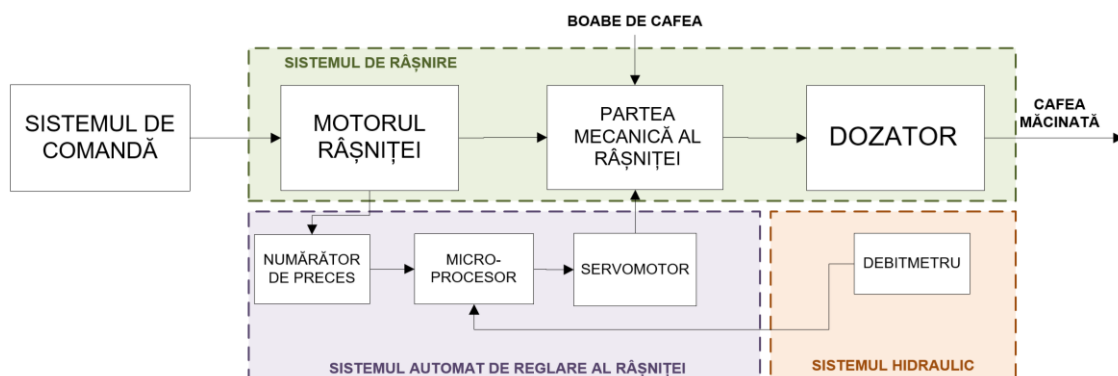 BOABE DE CAFEA
SISTEMUL DE RÂȘNIRE
SISTEMUL DE
COMANDĂ
MOTORUL
RÂȘNIȚEI
PARTEA
MECANICĂ AL
RÂȘNIȚEI
DOZATOR
CAFEA
MĂCINATĂ
NUMĂRĂTOR
DE PRECES
MICRO-
PROCESOR
SERVOMOTOR
DEBITMETRU
SISTEMUL AUTOMAT DE REGLARE AL RÂȘNIȚEI
SISTEMUL HIDRAULIC